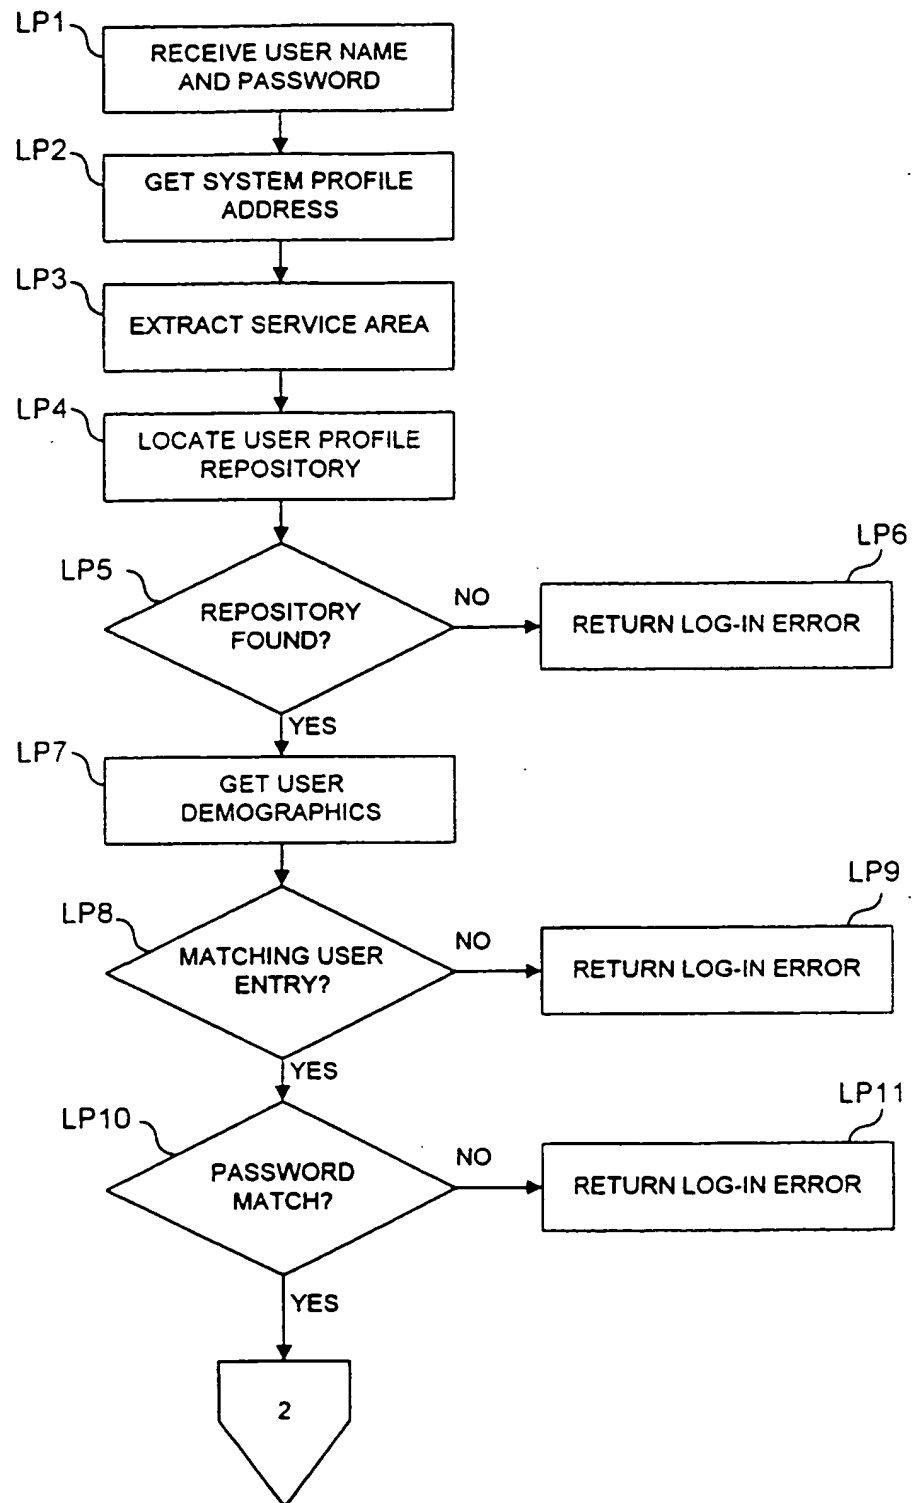 LP1
RECEIVE USER NAME
AND PASSWORD
LP2
GET SYSTEM PROFILE
ADDRESS
LP3
EXTRACT SERVICE AREA
LP4
LOCATE USER PROFILE
REPOSITORY
LP5
REPOSITORY
FOUND?
NO
LP6
RETURN LOG-IN ERROR
YES
LP7
GET USER
DEMOGRAPHICS
LP8
MATCHING USER
ENTRY?
NO
LP9
RETURN LOG-IN ERROR
YES
LP10
PASSWORD
MATCH?
NO
LP11
RETURN LOG-IN ERROR
YES
2